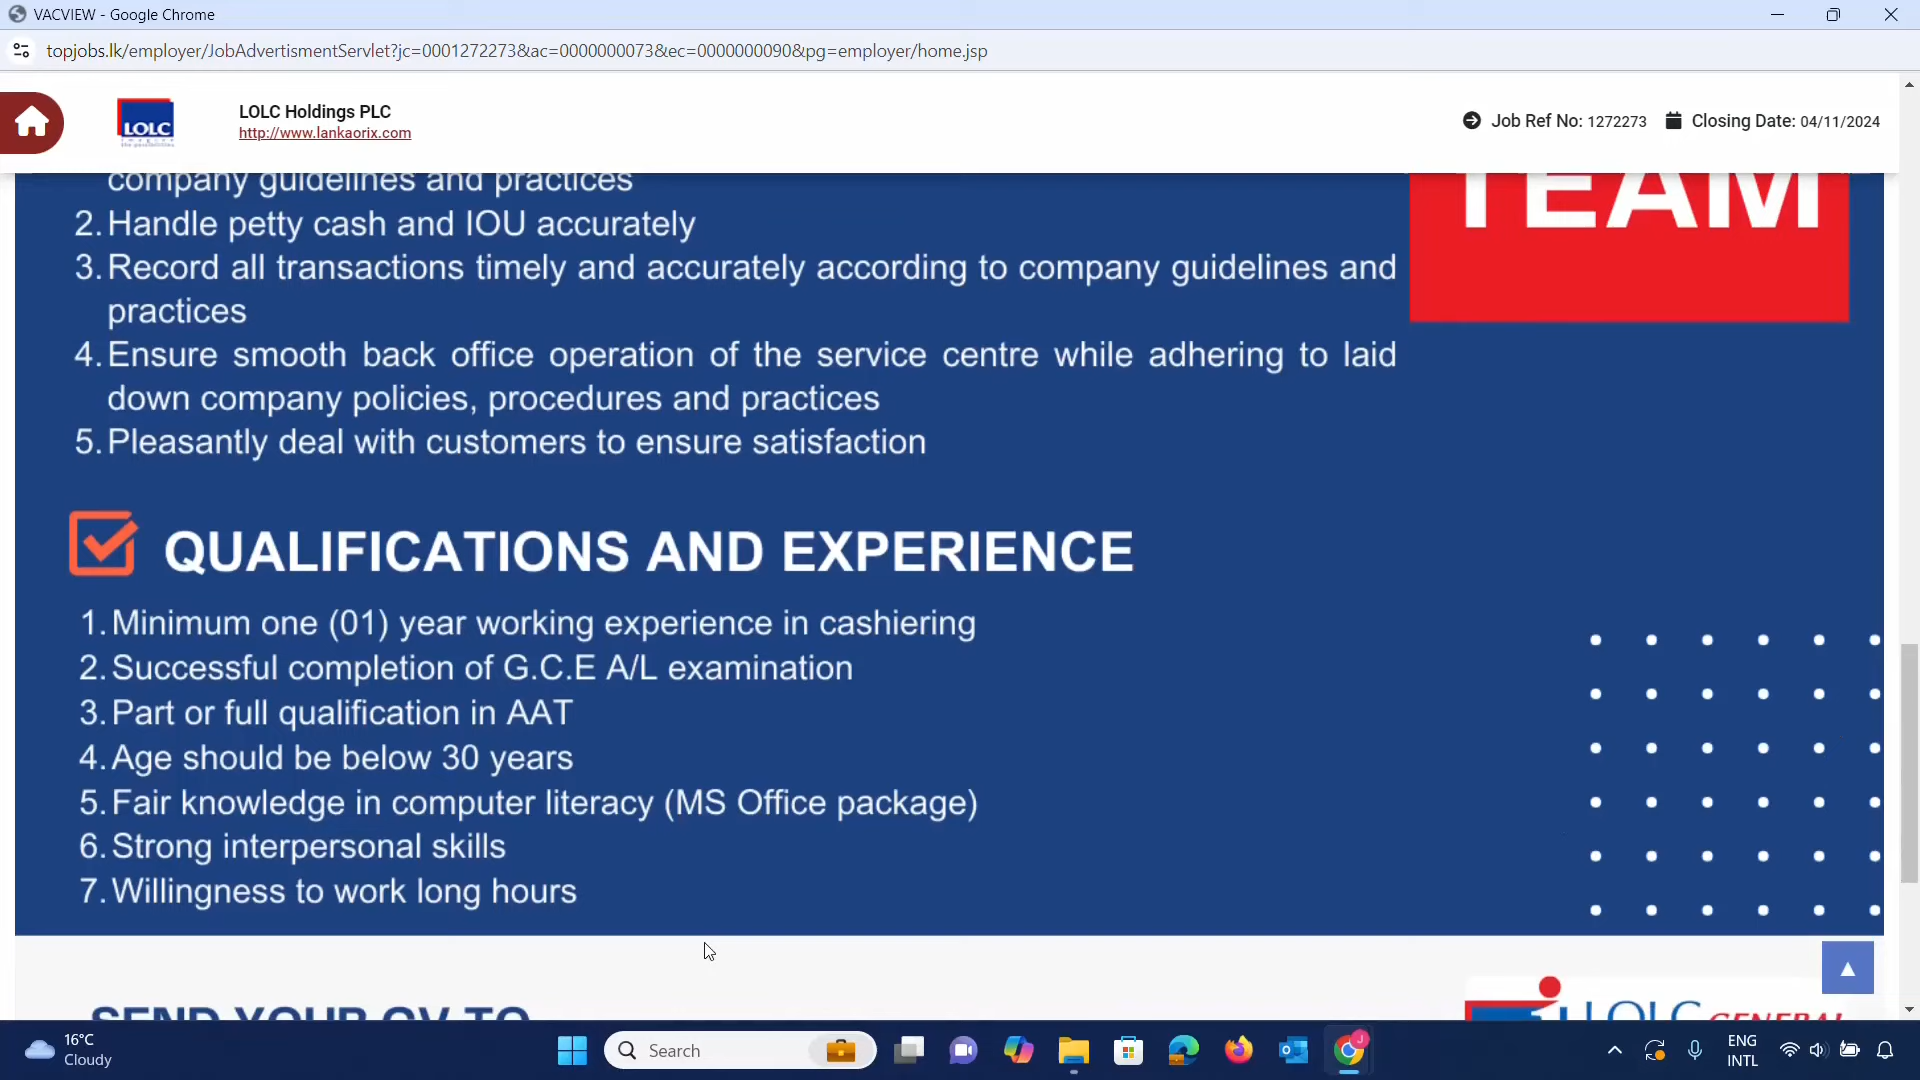 VACVIEW - Google Chrome
topjobs.lk/employer/JobAdvertismentServlet?jc=0001272273&ac=0000000073&ec=0000000090&pg=employer/home.jsp
LOLC
LOLC Holdings PLC
http://www.lankaorix.com
Job Ref No: 1272273
Closing Date: 04/11/2024
company guidelines and practices
2. Handle petty cash and IOU accurately
3. Record all transactions timely and accurately according to company guidelines and
practices
4. Ensure smooth back office operation of the service centre while adhering to laid
down company policies, procedures and practices
5. Pleasantly deal with customers to ensure satisfaction
TEAM
QUALIFICATIONS AND EXPERIENCE
1. Minimum one (01) year working experience in cashiering
2. Successful completion of G.C.E A/L examination
3. Part or full qualification in AAT
4. Age should be below 30 years
5. Fair knowledge in computer literacy (MS Office package)
6. Strong interpersonal skills
7. Willingness to work long hours
SEND YOUR CV TO
LOLC GENERAL
16°C
Cloudy
Search
ENG
INTL